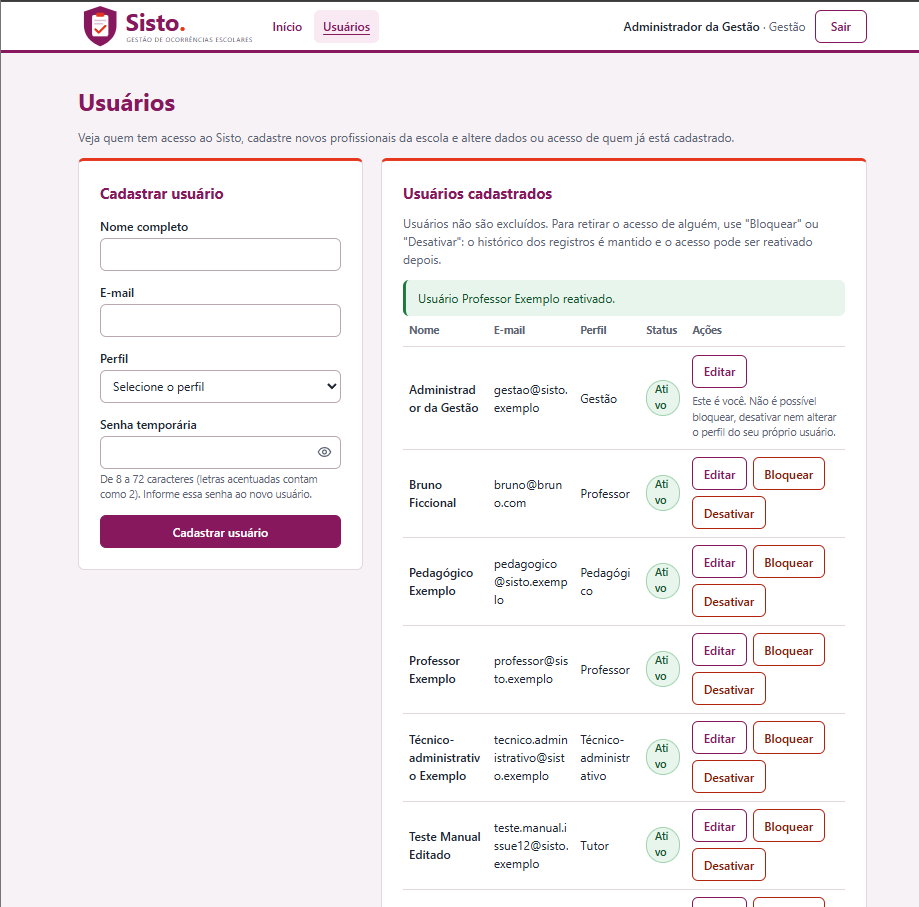 Sisto.
GESTÃO DE OCORRÊNCIAS ESCOLARES
Início
Usuários
Administrador da Gestão · Gestão
Sair
Usuários
Veja quem tem acesso ao Sisto, cadastre novos profissionais da escola e altere dados ou acesso de quem já está cadastrado.
Cadastrar usuário
Nome completo
E-mail
Perfil
Selecione o perfil
Senha temporária
De 8 a 72 caracteres (letras acentuadas contam
como 2). Informe essa senha ao novo usuário.
Cadastrar usuário
Usuários cadastrados
Usuários não são excluídos. Para retirar o acesso de alguém, use "Bloquear" ou
"Desativar": o histórico dos registros é mantido e o acesso pode ser reativado
depois.
Usuário Professor Exemplo reativado.
Nome E-mail Perfil Status Ações
Administrad
or da Gestão
gestao@sisto.
exemplo
Gestão
Ati
vo
Editar
Este é você. Não é possível
bloquear, desativar nem alterar
o perfil do seu próprio usuário.
Bruno
Ficcional
bruno@brun
o.com
Professor
Ati
vo
Editar
Bloquear
Desativar
Pedagógico
Exemplo
pedagogico
@sisto.exemp
lo
Pedagógi
co
Ati
vo
Editar
Bloquear
Desativar
Professor
Exemplo
professor@sis
to.exemplo
Professor
Ati
vo
Editar
Bloquear
Desativar
Técnico-
administrativ
o Exemplo
tecnico.admin
istrativo@sist
o.exemplo
Técnico-
administr
ativo
Ati
vo
Editar
Bloquear
Desativar
Teste Manual
Editado
teste.manual.i
ssue12@sisto.
exemplo
Tutor
Ati
vo
Editar
Bloquear
Desativar